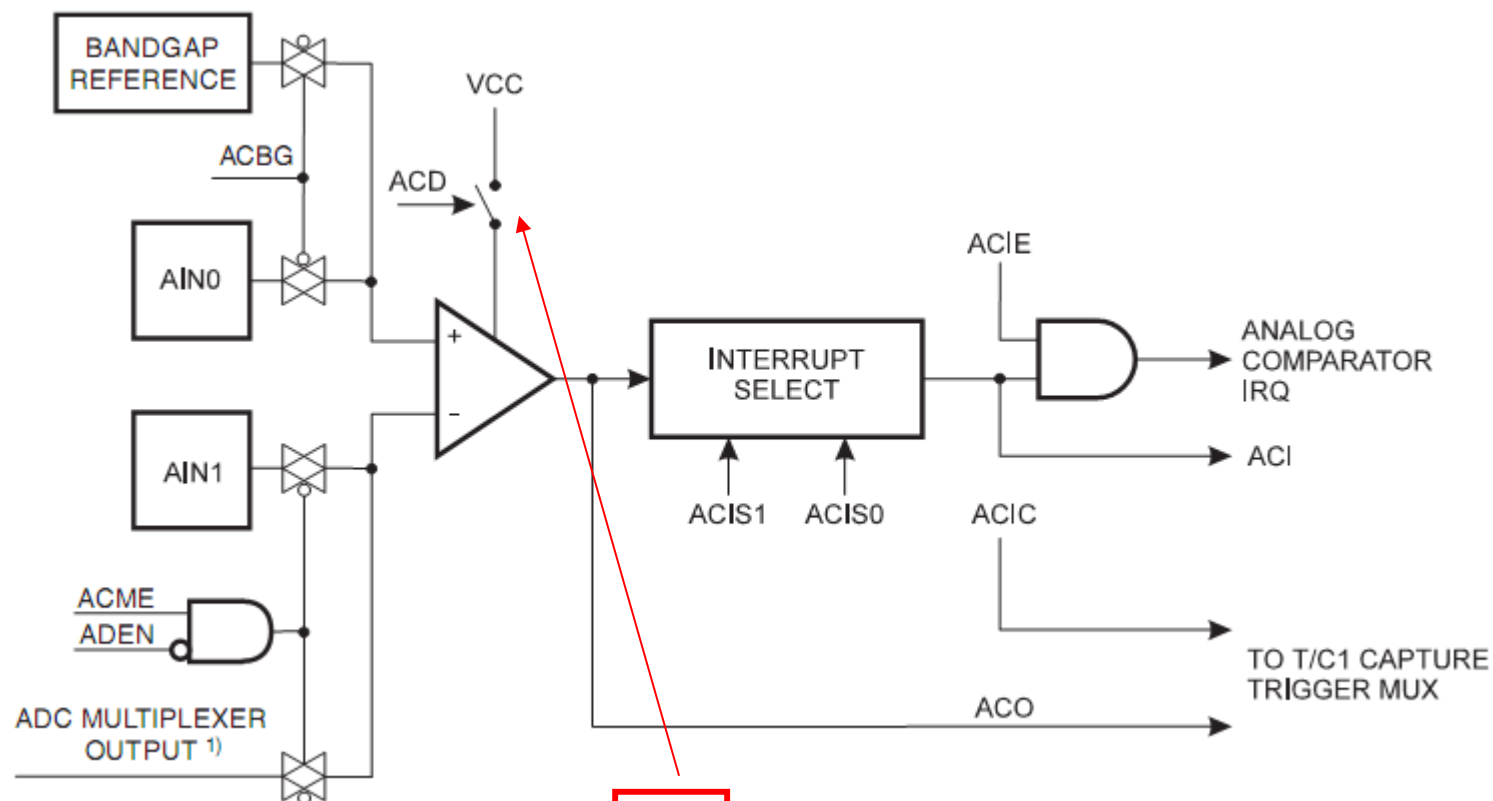 BANDGAP
REFERENCE
VCC
ACBG
ACD
AIN0
ACIE
+
INTERRUPT
SELECT
ANALOG
COMPARATOR
IRQ
−
AIN1
ACI
ACIS1
ACIS0
ACIC
ACME
ADEN
TO T/C1 CAPTURE
TRIGGER MUX
ACO
ADC MULTIPLEXER
OUTPUT 1)